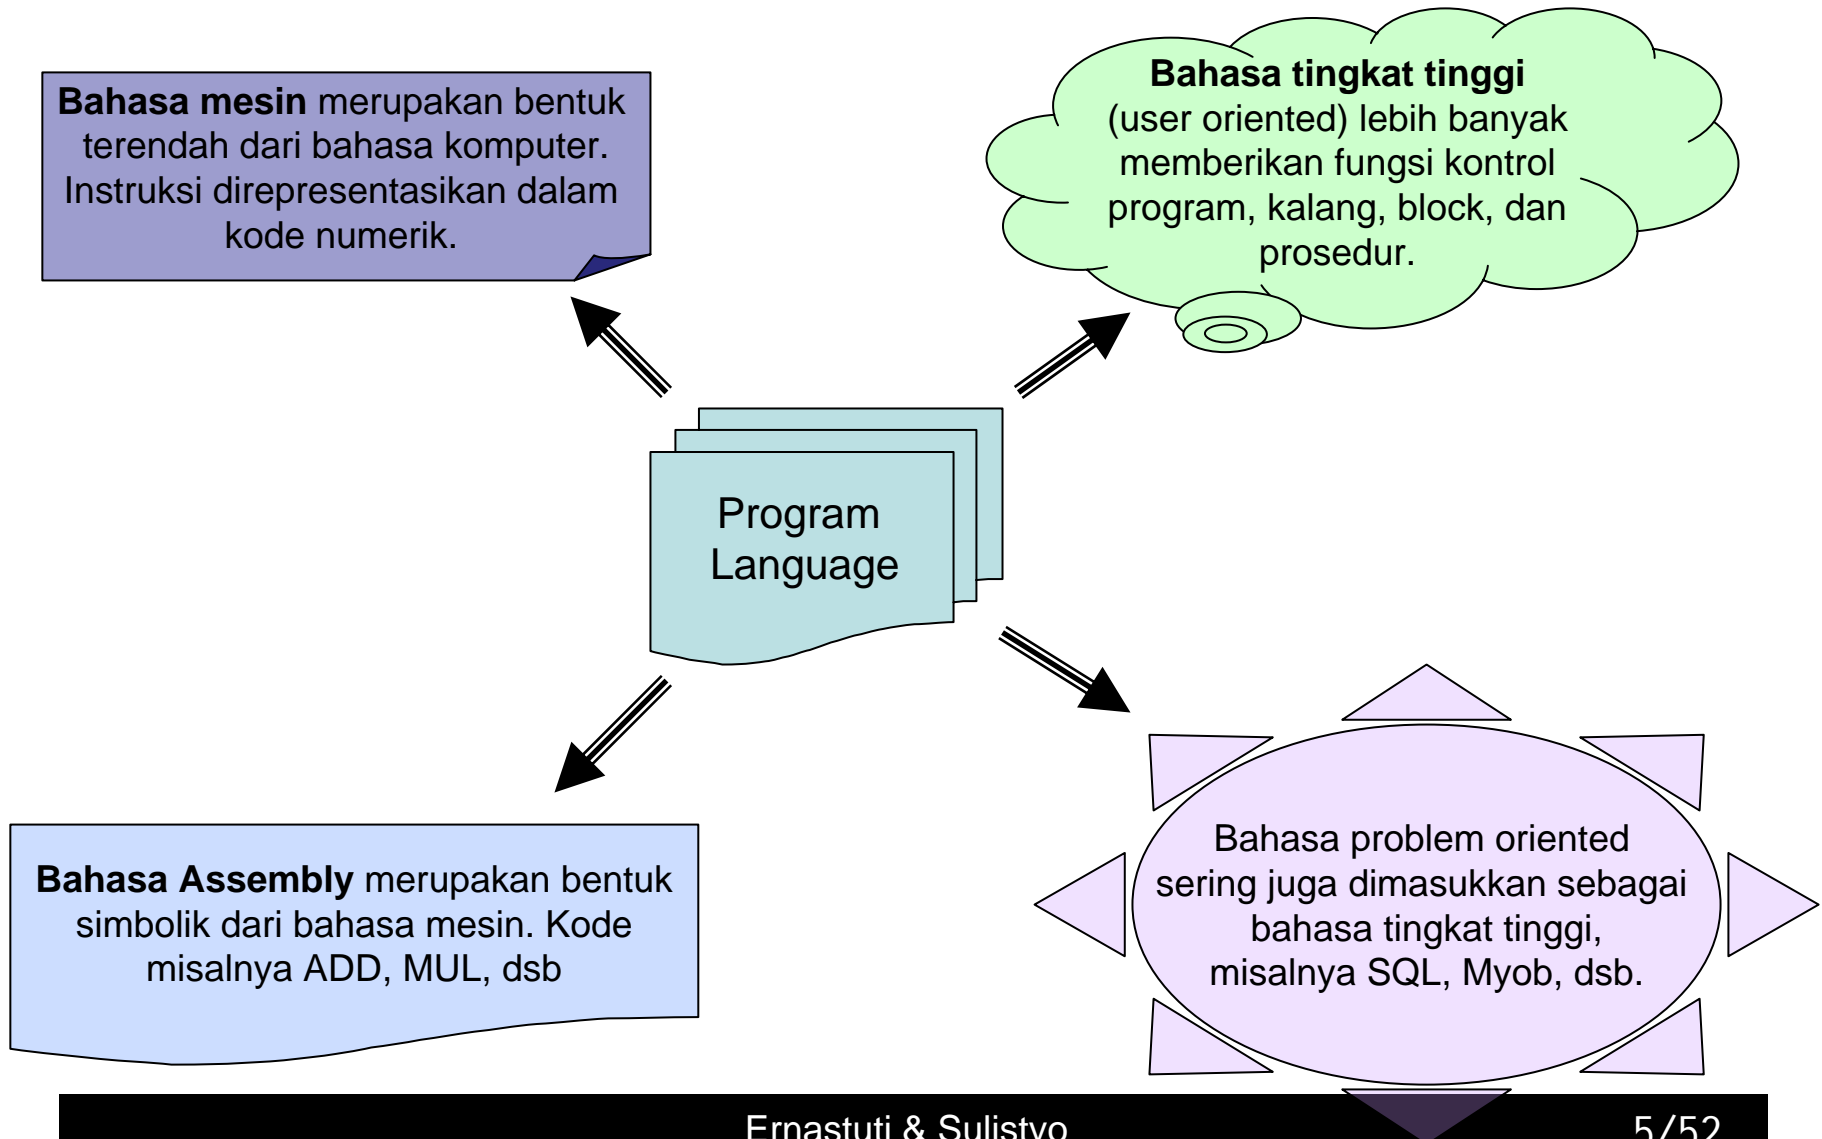 Bahasa mesin merupakan bentuk
terendah dari bahasa komputer.
Instruksi direpresentasikan dalam
kode numerik.
Bahasa tingkat tinggi
(user oriented) lebih banyak
memberikan fungsi kontrol
program, kalang, block, dan
prosedur.
Program
Language
Bahasa Assembly merupakan bentuk
simbolik dari bahasa mesin. Kode
misalnya ADD, MUL, dsb
Bahasa problem oriented
sering juga dimasukkan sebagai
bahasa tingkat tinggi,
misalnya SQL, Myob, dsb.
Ernastuti & Sulistyo
5/52